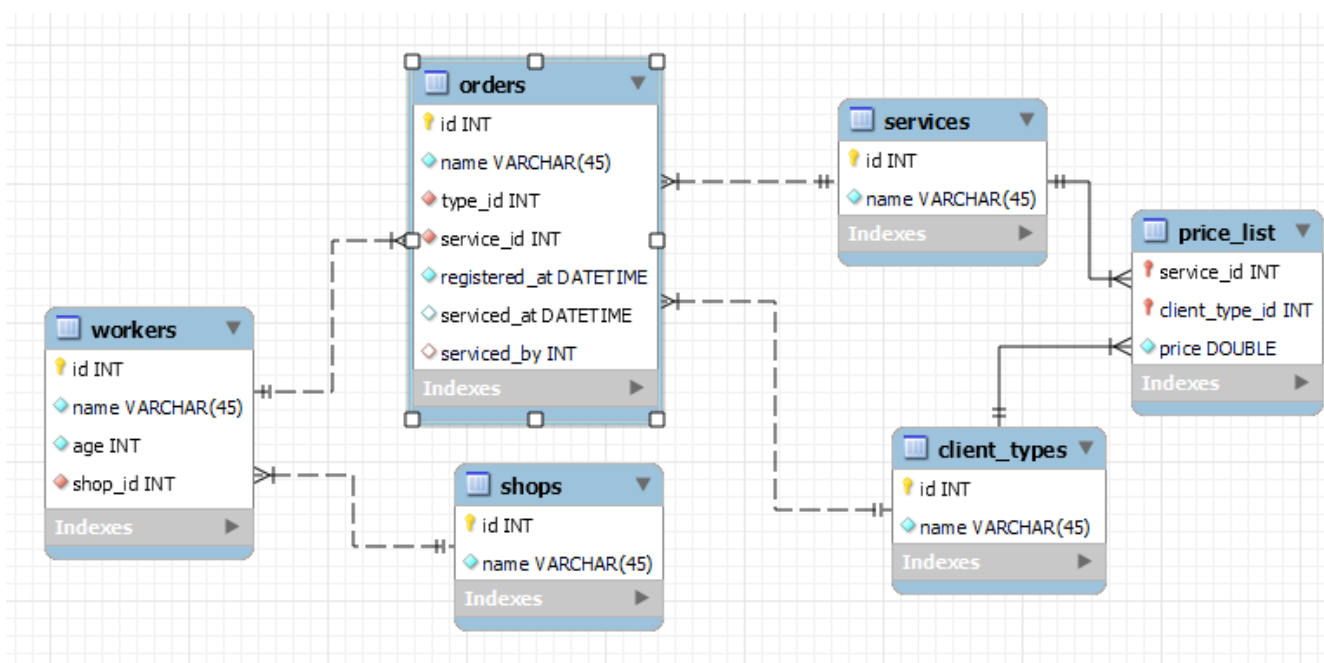 orders
id INT
name VARCHAR(45)
type_id INT
service_id INT
registered_at DATETIME
serviced_at DATETIME
serviced_by INT
Indexes
services
id INT
name VARCHAR(45)
Indexes
price_list
service_id INT
client_type_id INT
price DOUBLE
Indexes
workers
id INT
name VARCHAR(45)
age INT
shop_id INT
Indexes
shops
id INT
name VARCHAR(45)
Indexes
client_types
id INT
name VARCHAR(45)
Indexes